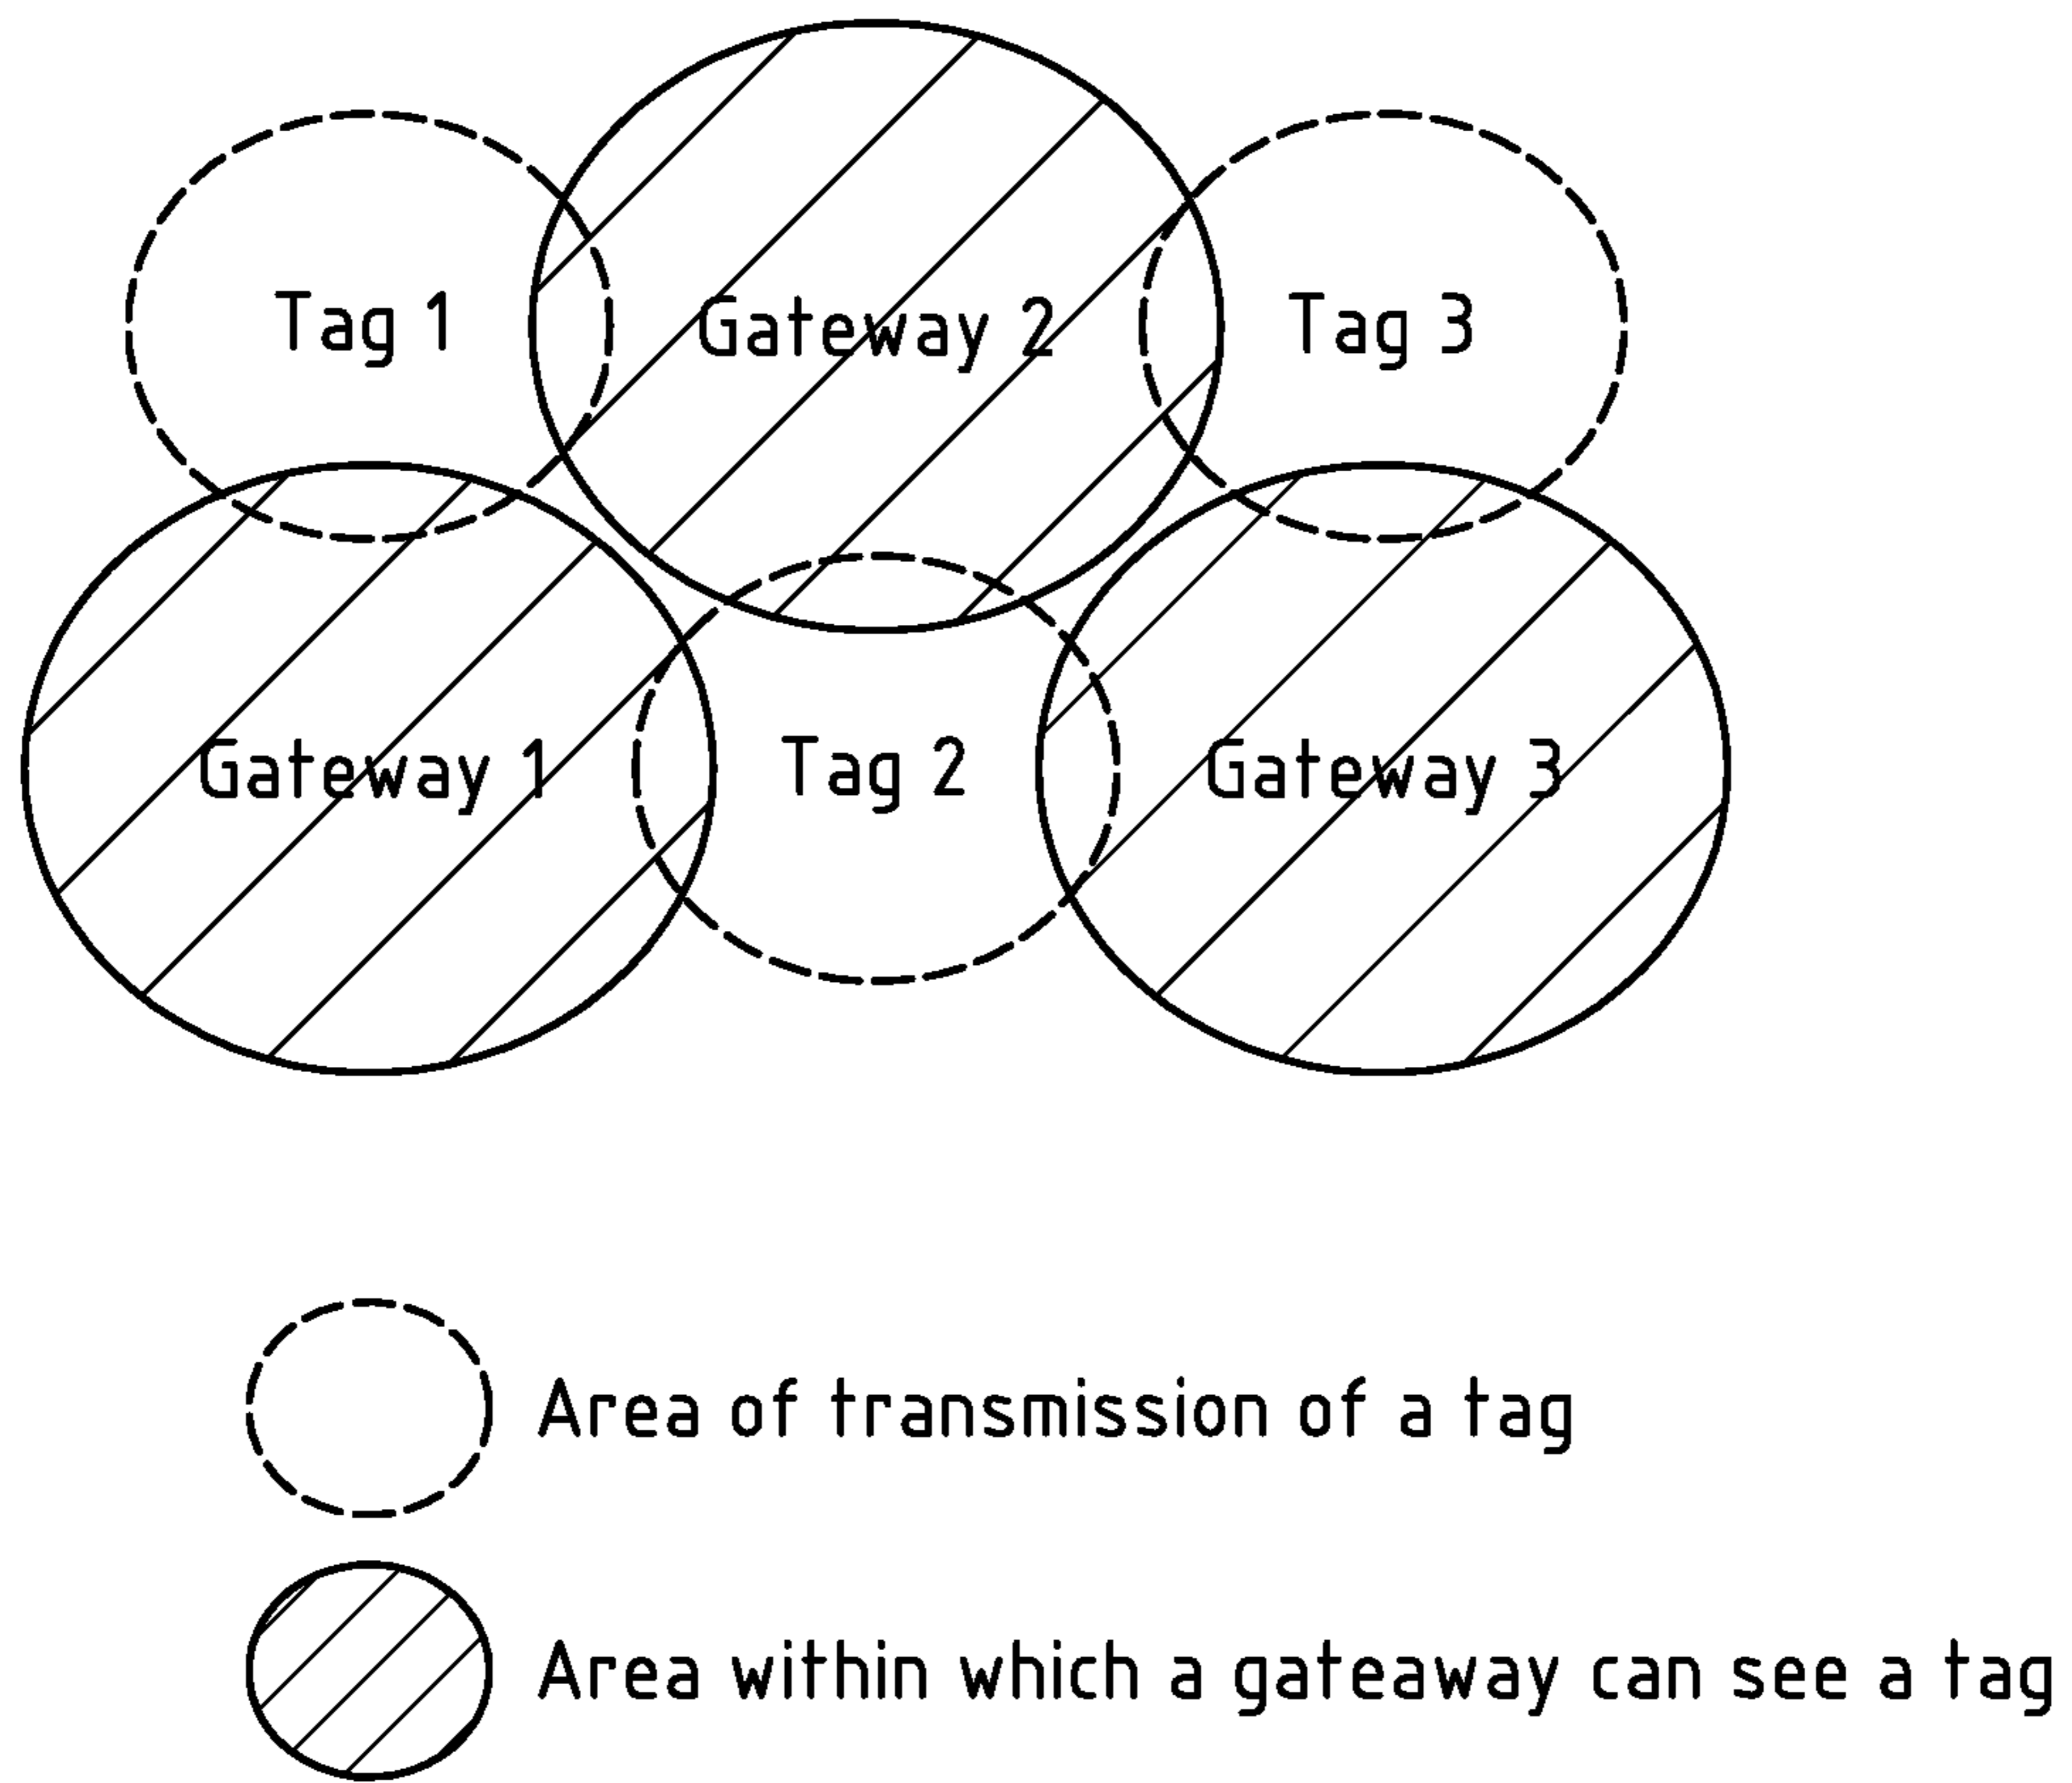 Tag 1
Gateway 2
Tag 3
Gateway 1
Tag 2
Gateway 3
Area of transmission of a tag
Area within which a gateaway can see a tag